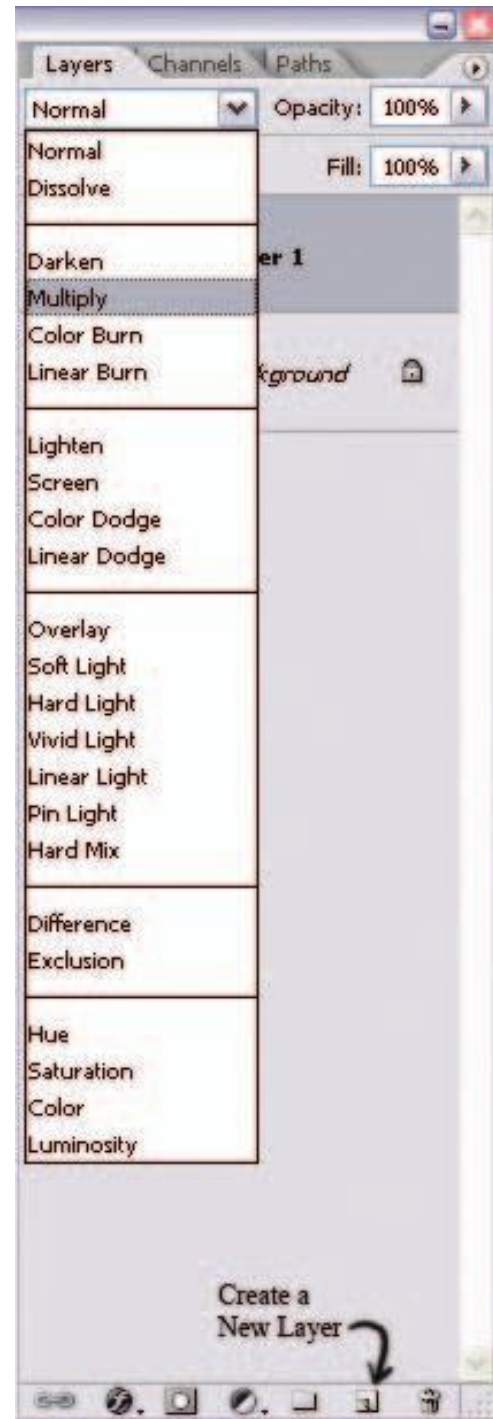 Layers Channels Paths
Normal Opacity: 100%
Normal Fill: 100%
Dissolve
Darken er 1
Multiply
Color Burn
Linear Burn kground
Lighten
Screen
Color Dodge
Linear Dodge
Overlay
Soft Light
Hard Light
Vivid Light
Linear Light
Pin Light
Hard Mix
Difference
Exclusion
Hue
Saturation
Color
Luminosity
Create a
New Layer